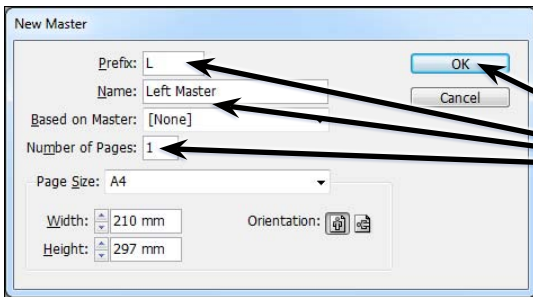 New Master
Prefix: L
OK
Name: Left Master
Cancel
Based on Master: [None]
Number of Pages: 1
Page Size: A4
Width: 210 mm
Orientation:
Height: 297 mm